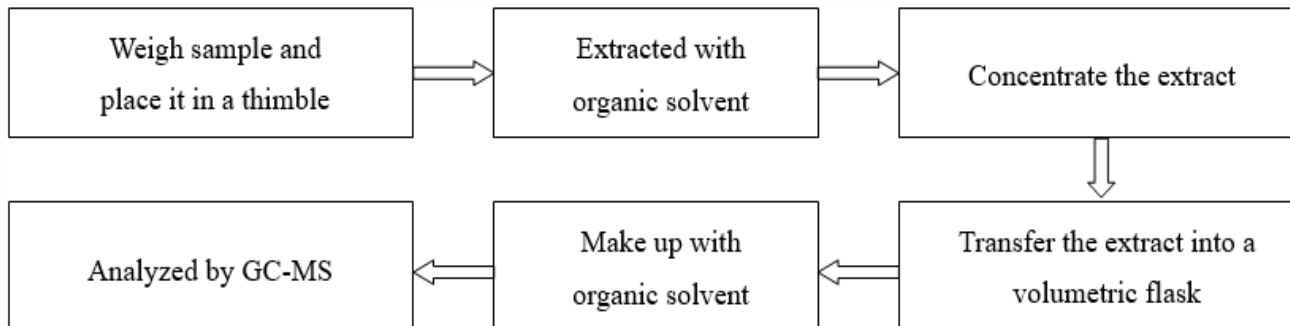 Weigh sample and
place it in a thimble
Extracted with
organic solvent
Concentrate the extract
Transfer the extract into a
volumetric flask
Make up with
organic solvent
Analyzed by GC-MS